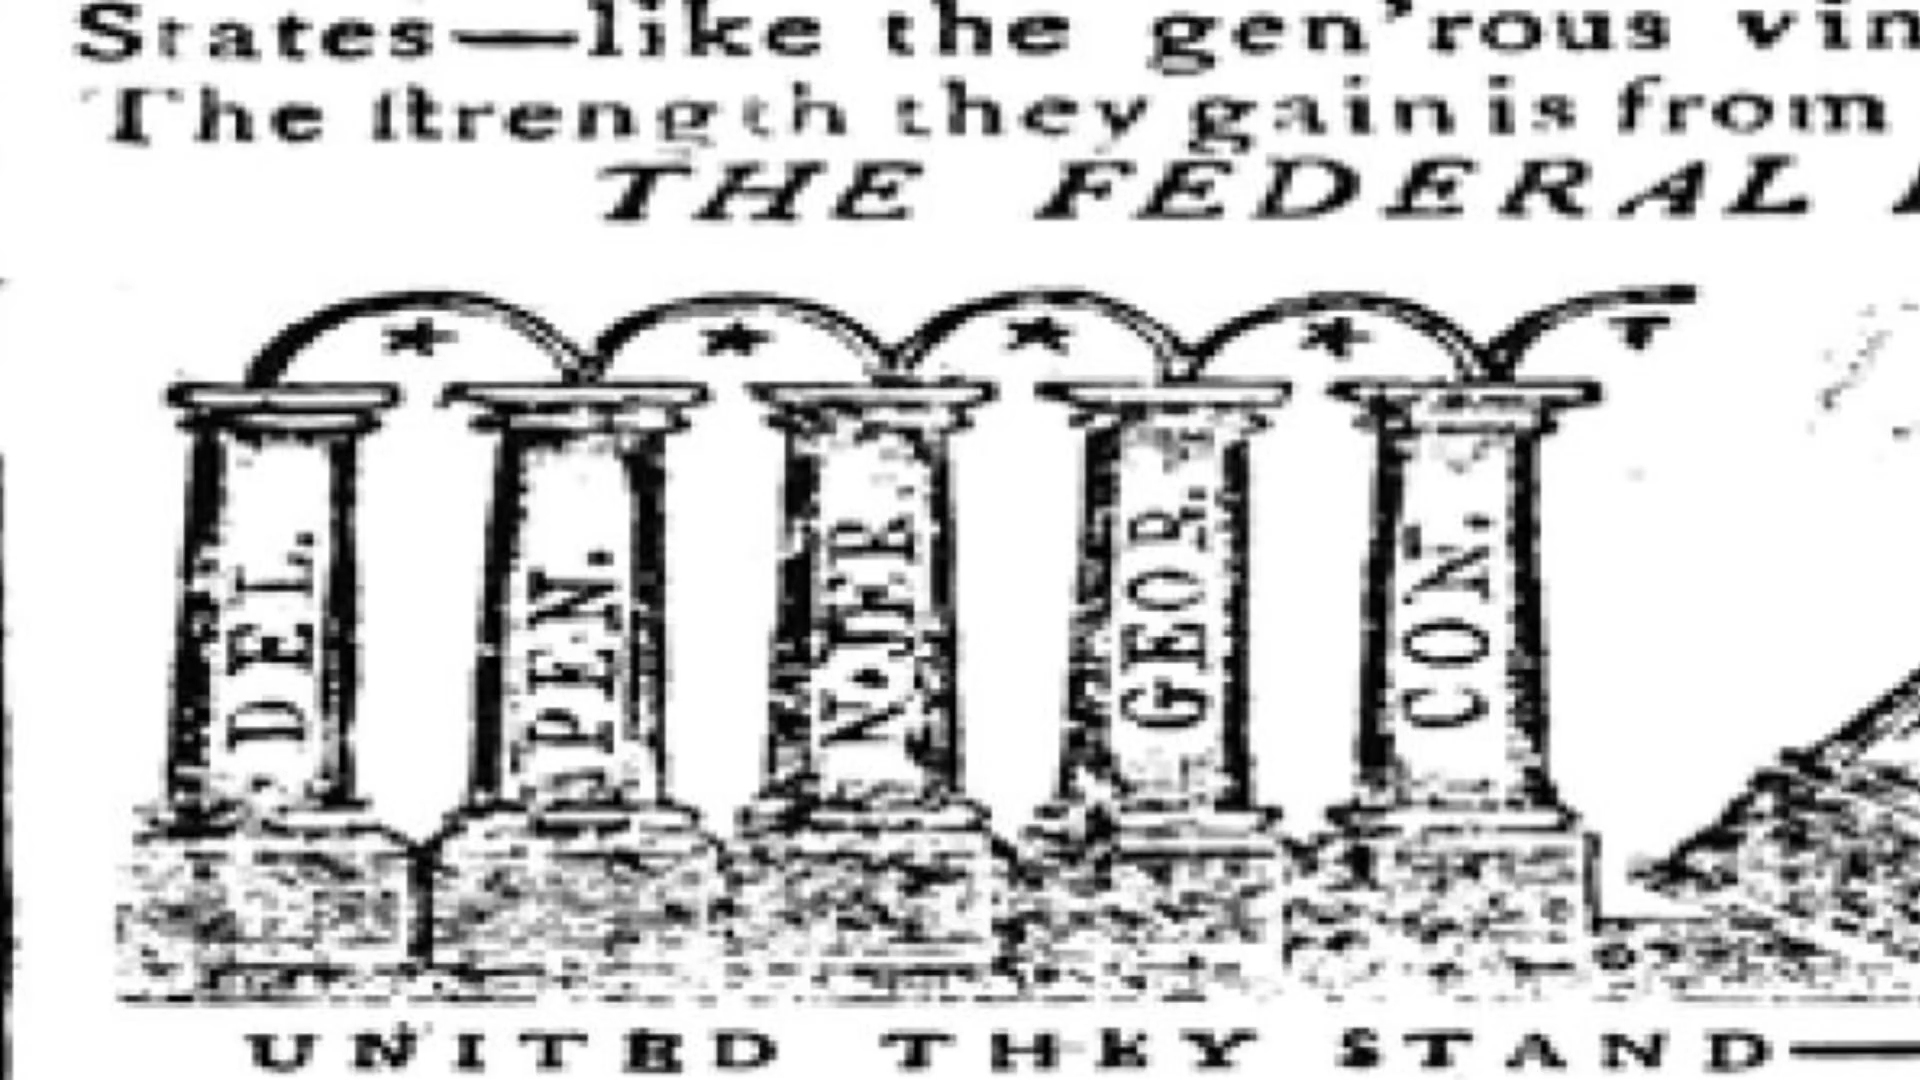 States—like the gen'rous vin
The ſtrength they gain is from
THE FEDERAL
DEL.
PEN.
N.JER.
GEOR.
CON.
UNITED THEY STAND—